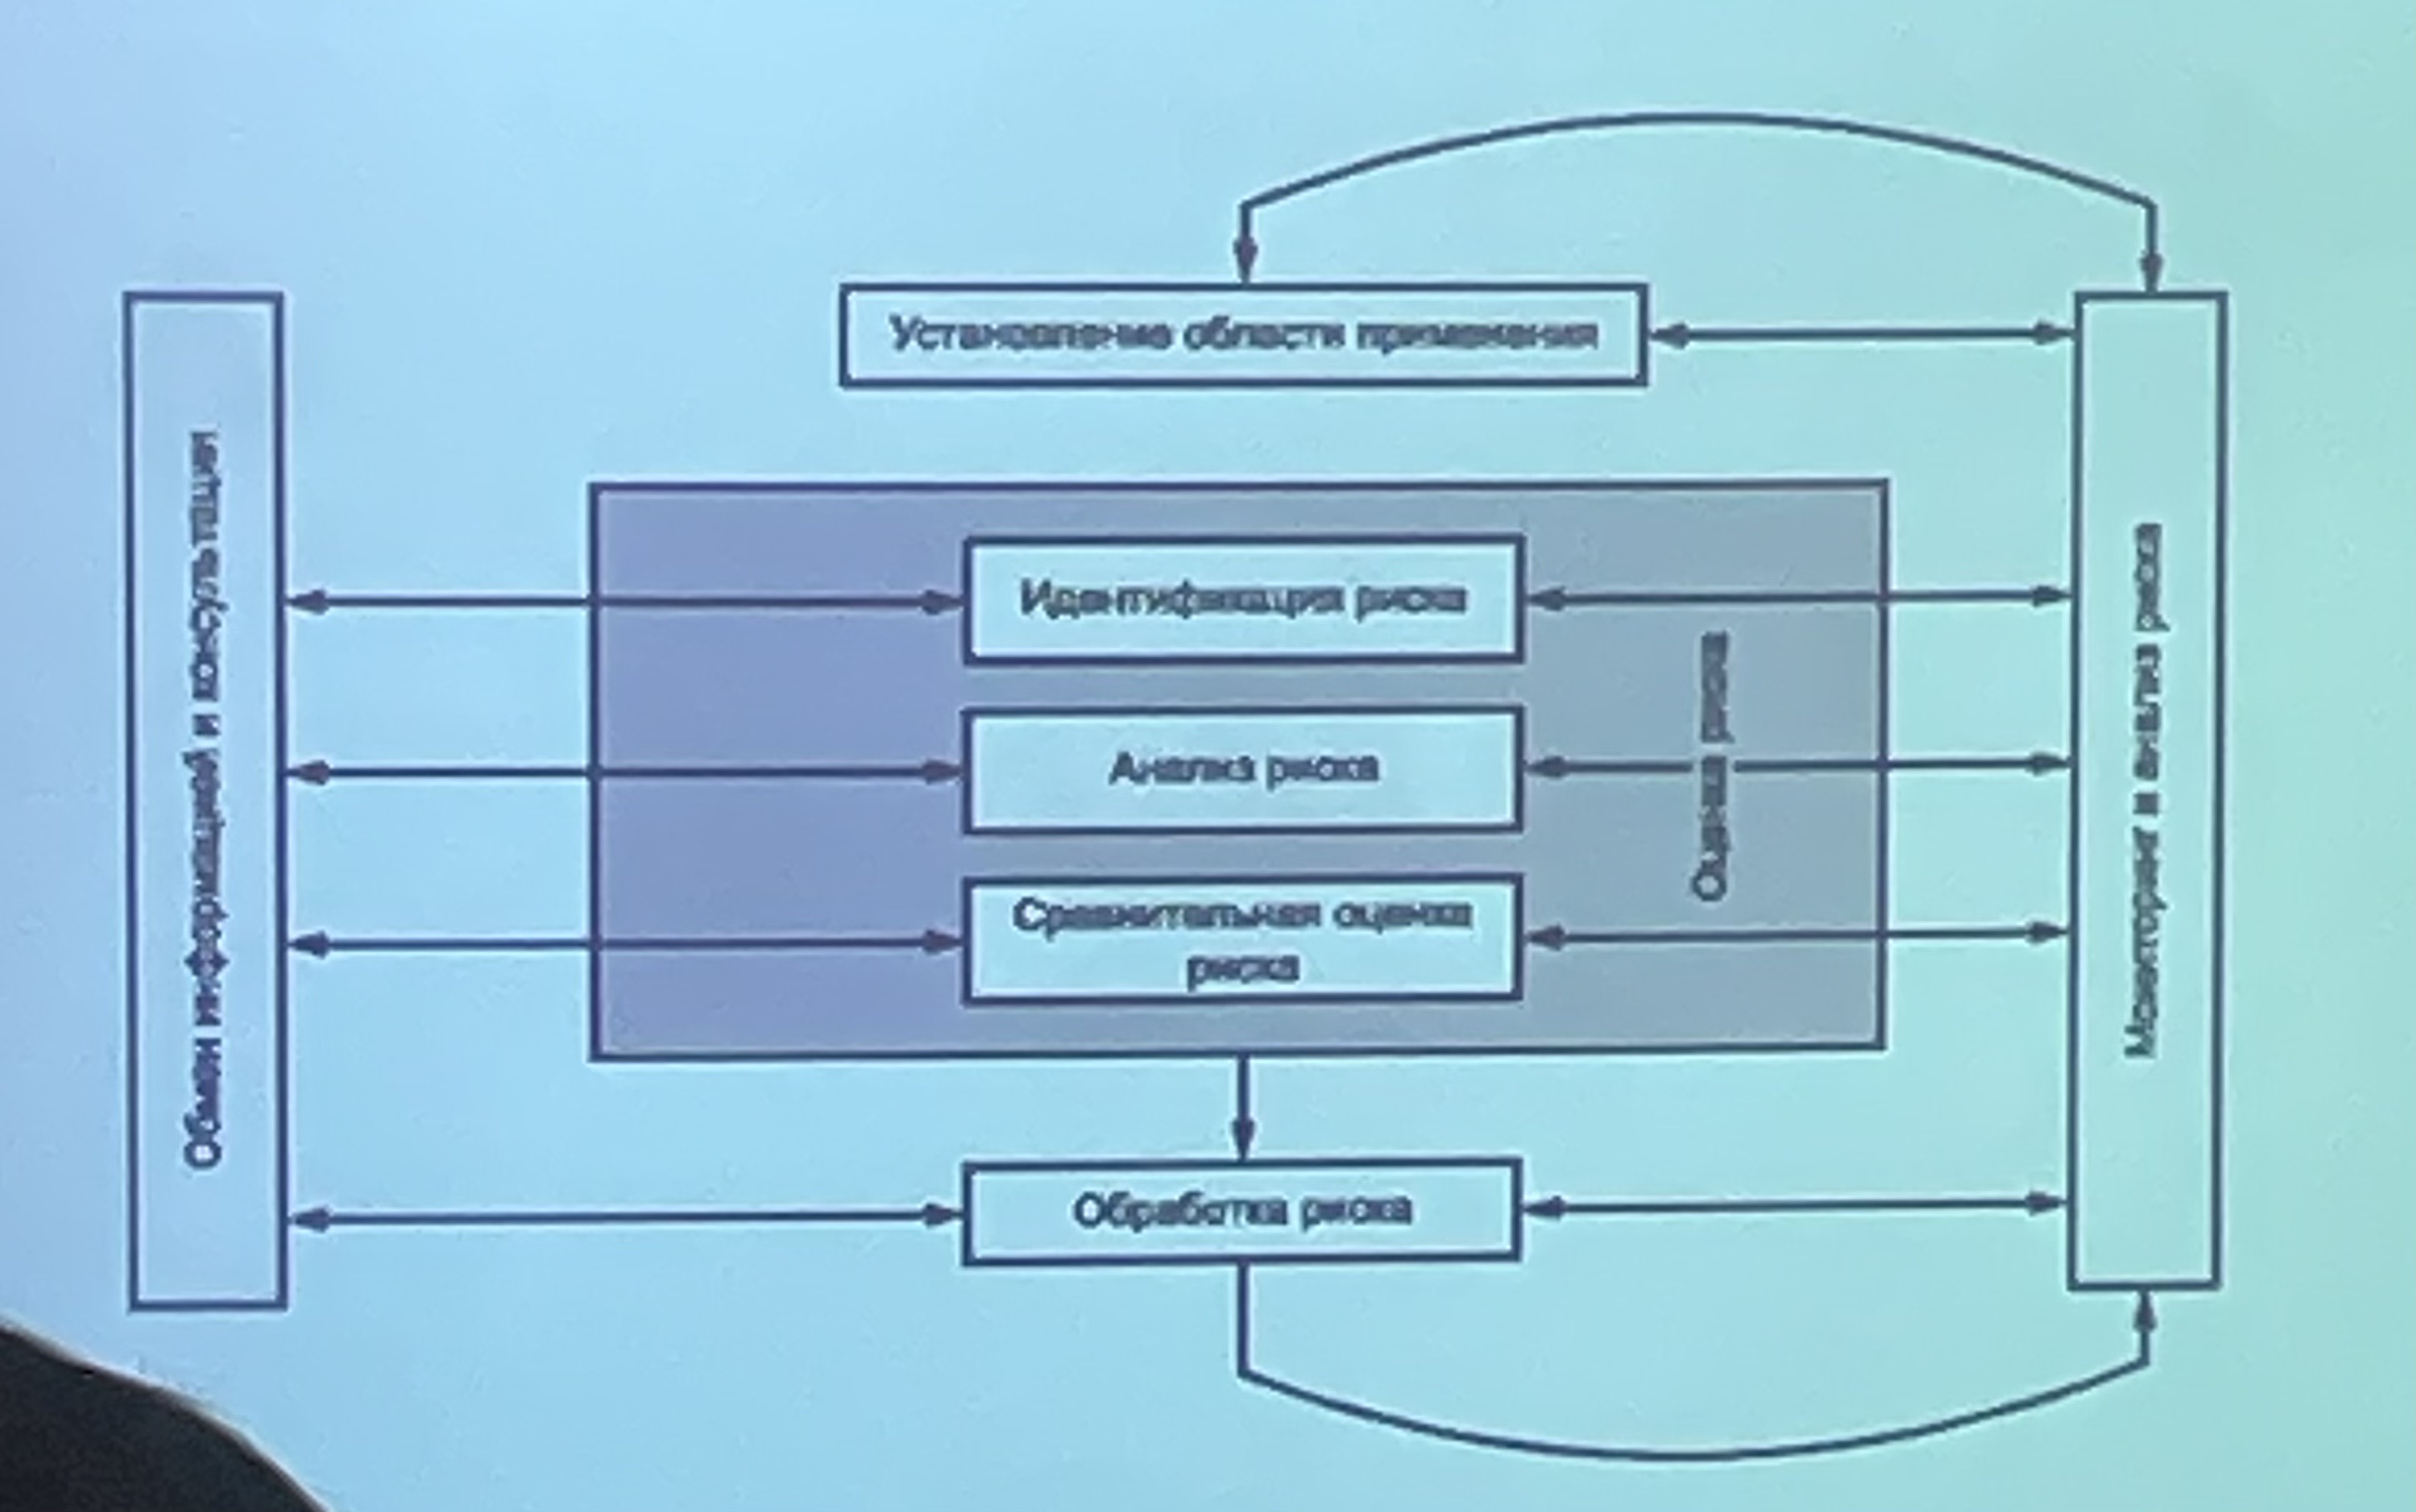 Обмен информацией и консультации
Установление области применения
Идентификация риска
Анализ риска
Сравнительная оценка
риска
Оценка риска
Обработка риска
Мониторинг и анализ риска